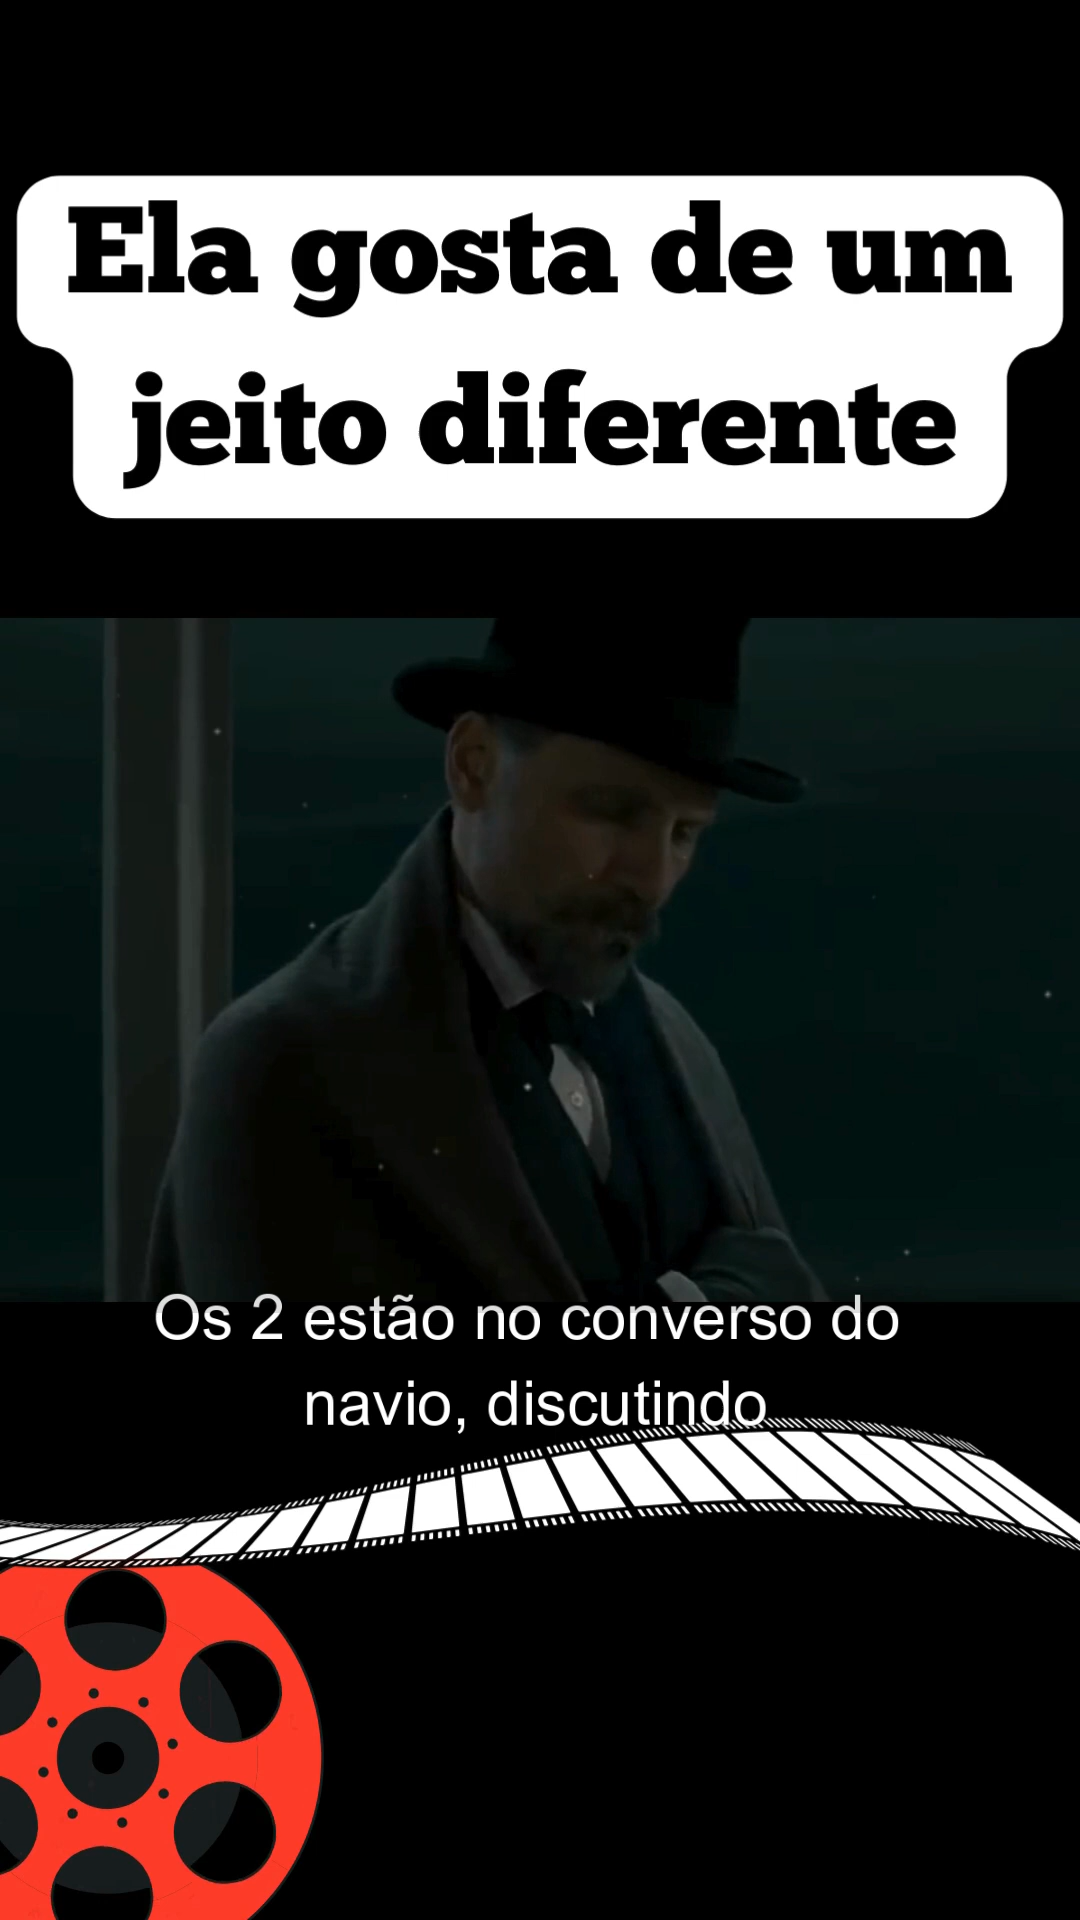 Ela gosta de um
jeito diferente
Os 2 estão no converso do
navio, discutindo